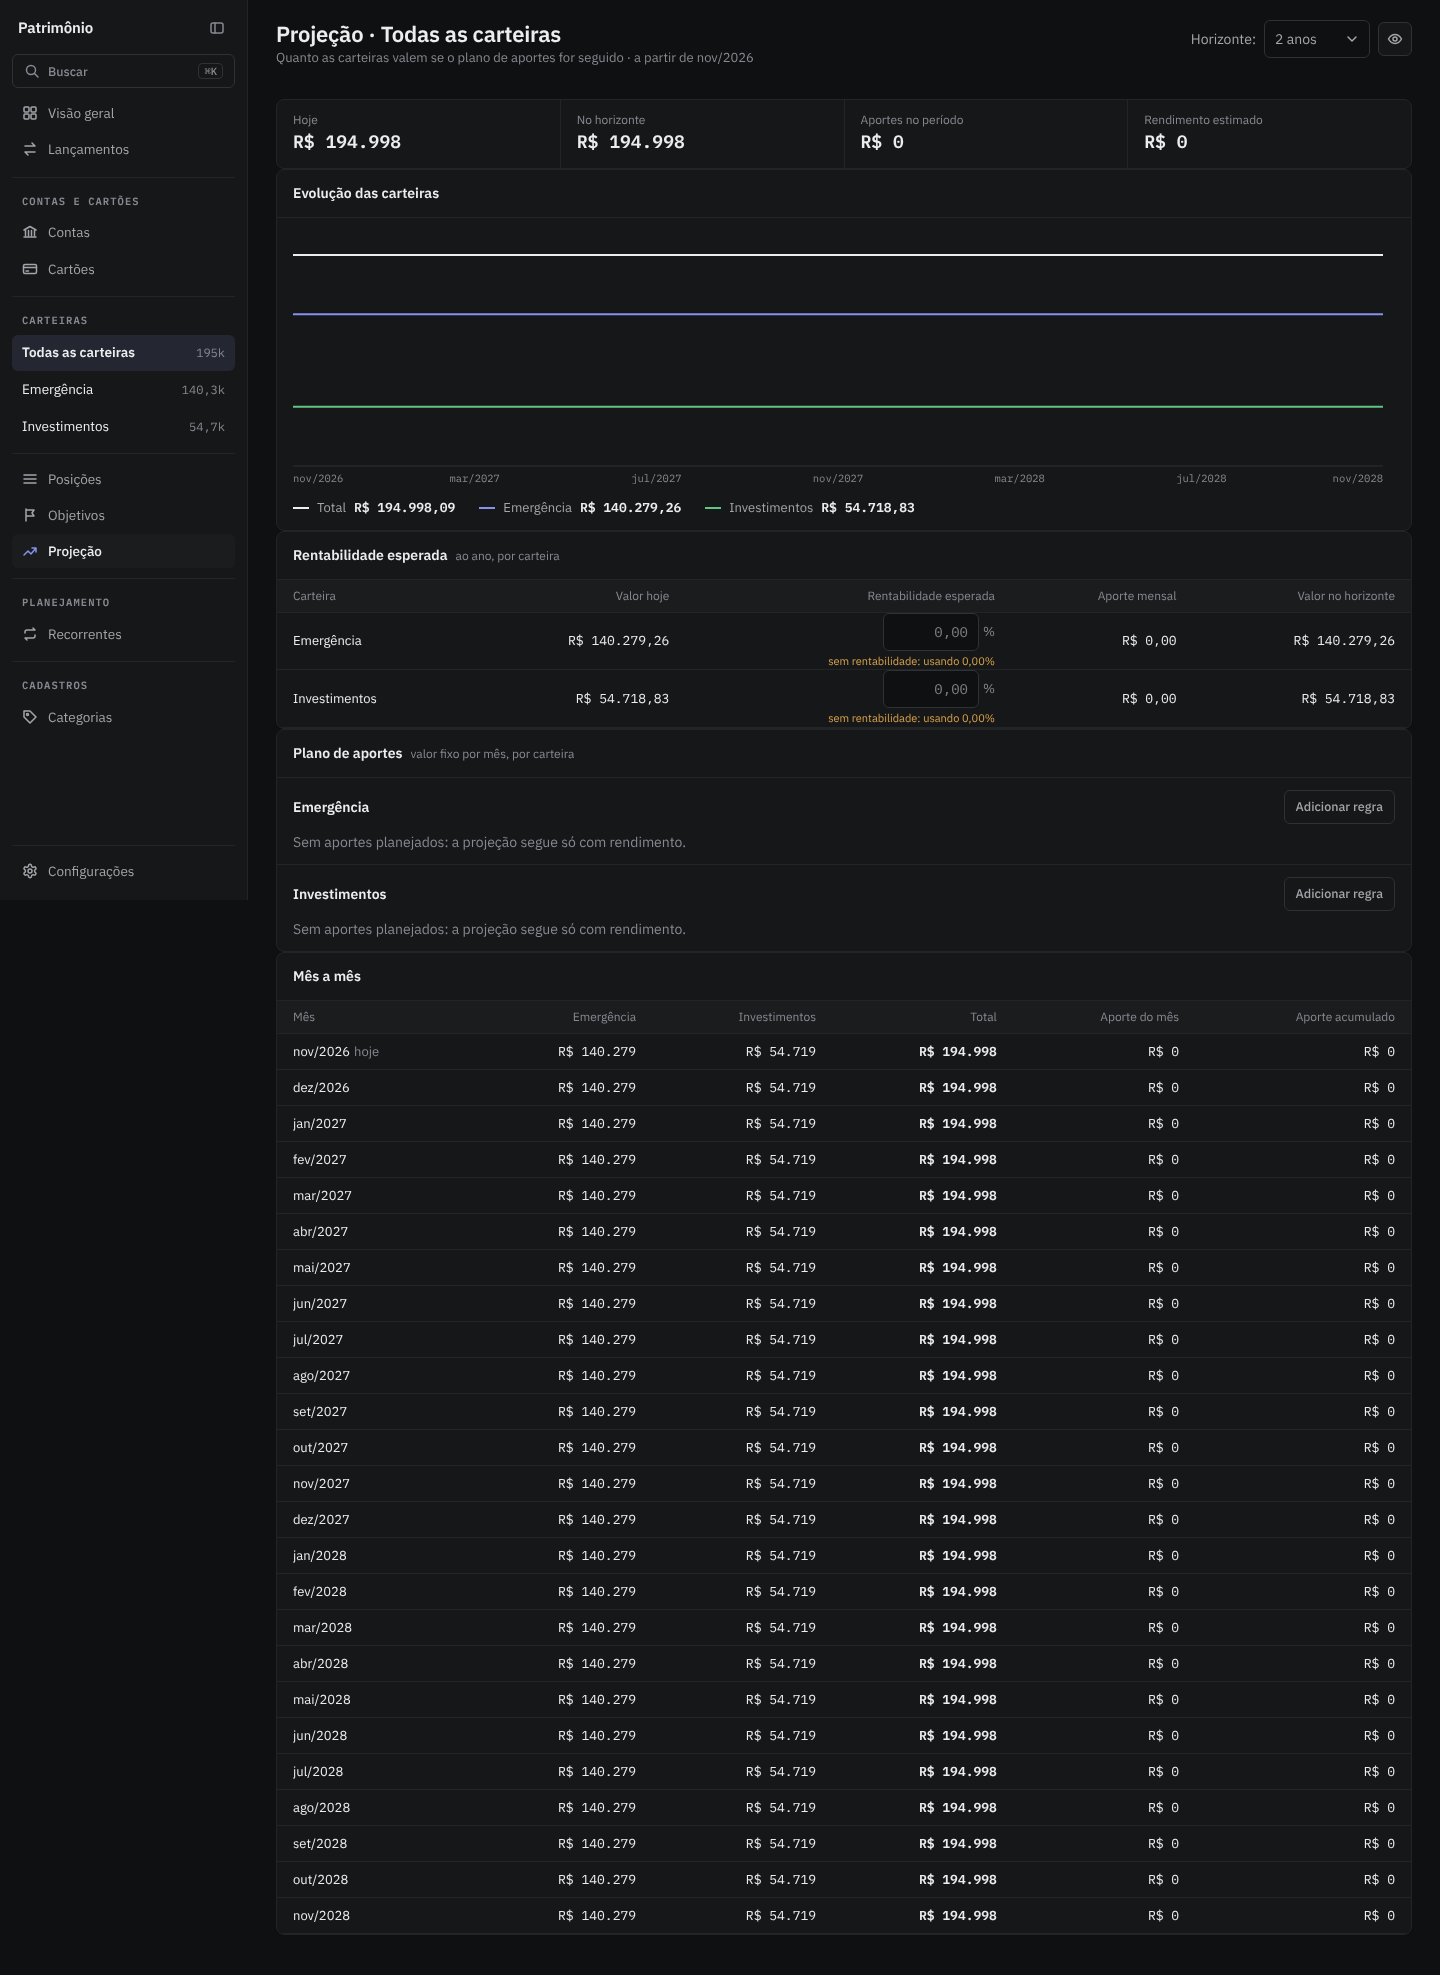 Patrimônio
Buscar ⌘K
Visão geral
Lançamentos
CONTAS E CARTÕES
Contas
Cartões
CARTEIRAS
Todas as carteiras 195k
Emergência 140,3k
Investimentos 54,7k
Posições
Objetivos
Projeção
PLANEJAMENTO
Recorrentes
CADASTROS
Categorias
Configurações
Projeção · Todas as carteiras
Quanto as carteiras valem se o plano de aportes for seguido · a partir de nov/2026
Horizonte: 2 anos
Hoje No horizonte Aportes no período Rendimento estimado
R$ 194.998 R$ 194.998 R$ 0 R$ 0
Evolução das carteiras
nov/2026 mar/2027 jul/2027 nov/2027 mar/2028 jul/2028 nov/2028
Total R$ 194.998,09 Emergência R$ 140.279,26 Investimentos R$ 54.718,83
Rentabilidade esperada ao ano, por carteira
Carteira Valor hoje Rentabilidade esperada Aporte mensal Valor no horizonte
Emergência R$ 140.279,26 0,00 % R$ 0,00 R$ 140.279,26
sem rentabilidade: usando 0,00%
Investimentos R$ 54.718,83 0,00 % R$ 0,00 R$ 54.718,83
sem rentabilidade: usando 0,00%
Plano de aportes valor fixo por mês, por carteira
Emergência Adicionar regra
Sem aportes planejados: a projeção segue só com rendimento.
Investimentos Adicionar regra
Sem aportes planejados: a projeção segue só com rendimento.
Mês a mês
Mês Emergência Investimentos Total Aporte do mês Aporte acumulado
nov/2026 hoje R$ 140.279 R$ 54.719 R$ 194.998 R$ 0 R$ 0
dez/2026 R$ 140.279 R$ 54.719 R$ 194.998 R$ 0 R$ 0
jan/2027 R$ 140.279 R$ 54.719 R$ 194.998 R$ 0 R$ 0
fev/2027 R$ 140.279 R$ 54.719 R$ 194.998 R$ 0 R$ 0
mar/2027 R$ 140.279 R$ 54.719 R$ 194.998 R$ 0 R$ 0
abr/2027 R$ 140.279 R$ 54.719 R$ 194.998 R$ 0 R$ 0
mai/2027 R$ 140.279 R$ 54.719 R$ 194.998 R$ 0 R$ 0
jun/2027 R$ 140.279 R$ 54.719 R$ 194.998 R$ 0 R$ 0
jul/2027 R$ 140.279 R$ 54.719 R$ 194.998 R$ 0 R$ 0
ago/2027 R$ 140.279 R$ 54.719 R$ 194.998 R$ 0 R$ 0
set/2027 R$ 140.279 R$ 54.719 R$ 194.998 R$ 0 R$ 0
out/2027 R$ 140.279 R$ 54.719 R$ 194.998 R$ 0 R$ 0
nov/2027 R$ 140.279 R$ 54.719 R$ 194.998 R$ 0 R$ 0
dez/2027 R$ 140.279 R$ 54.719 R$ 194.998 R$ 0 R$ 0
jan/2028 R$ 140.279 R$ 54.719 R$ 194.998 R$ 0 R$ 0
fev/2028 R$ 140.279 R$ 54.719 R$ 194.998 R$ 0 R$ 0
mar/2028 R$ 140.279 R$ 54.719 R$ 194.998 R$ 0 R$ 0
abr/2028 R$ 140.279 R$ 54.719 R$ 194.998 R$ 0 R$ 0
mai/2028 R$ 140.279 R$ 54.719 R$ 194.998 R$ 0 R$ 0
jun/2028 R$ 140.279 R$ 54.719 R$ 194.998 R$ 0 R$ 0
jul/2028 R$ 140.279 R$ 54.719 R$ 194.998 R$ 0 R$ 0
ago/2028 R$ 140.279 R$ 54.719 R$ 194.998 R$ 0 R$ 0
set/2028 R$ 140.279 R$ 54.719 R$ 194.998 R$ 0 R$ 0
out/2028 R$ 140.279 R$ 54.719 R$ 194.998 R$ 0 R$ 0
nov/2028 R$ 140.279 R$ 54.719 R$ 194.998 R$ 0 R$ 0